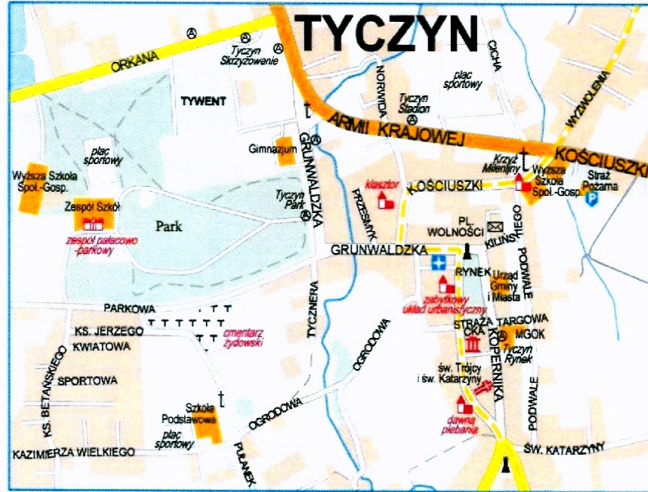 TYCZYN
ORKANA
Tyczyn
Skrzyżowanie
TYWENT
plac
sportowy
Gimnazjum
GRUNWALDZKA
NORWIDA
Tyczyn
Stadion
CICHA
plac
sportowy
WYZWOLENIA
ARMII KRAJOWEJ
KOŚCIUSZKI
Krzyż
Milenijny
Wyższa
Szkoła
Społ.-Gosp.
Straż
Pożarna
P
Wyższa Szkoła
Społ.-Gosp.
Zespół Szkół
zespół pałacowo
-parkowy
Park
Tyczyn
Park
klasztor
KOŚCIUSZKI
PRZESMYK
PL.
WOLNOŚCI
KILIŃSKIEGO
PODWALE
GRUNWALDZKA
RYNEK
Urząd
Gminy
i Miasta
zabytkowy
układ urbanistyczny
PARKOWA
KS. JERZEGO
KWIATOWA
cmentarz
żydowski
TYCZNERA
OGRODOWA
STRAŻA
CKA
TARGOWA
MGOK
Tyczyn
Rynek
KOPERNIKA
KS. BETAŃSKIEGO
SPORTOWA
św. Trójcy
i św. Katarzyny
Szkoła
Podstawowa
plac
sportowy
OGRODOWA
dawna
plebania
PODWALE
KAZIMIERZA WIELKIEGO
PUŁANEK
ŚW. KATARZYNY